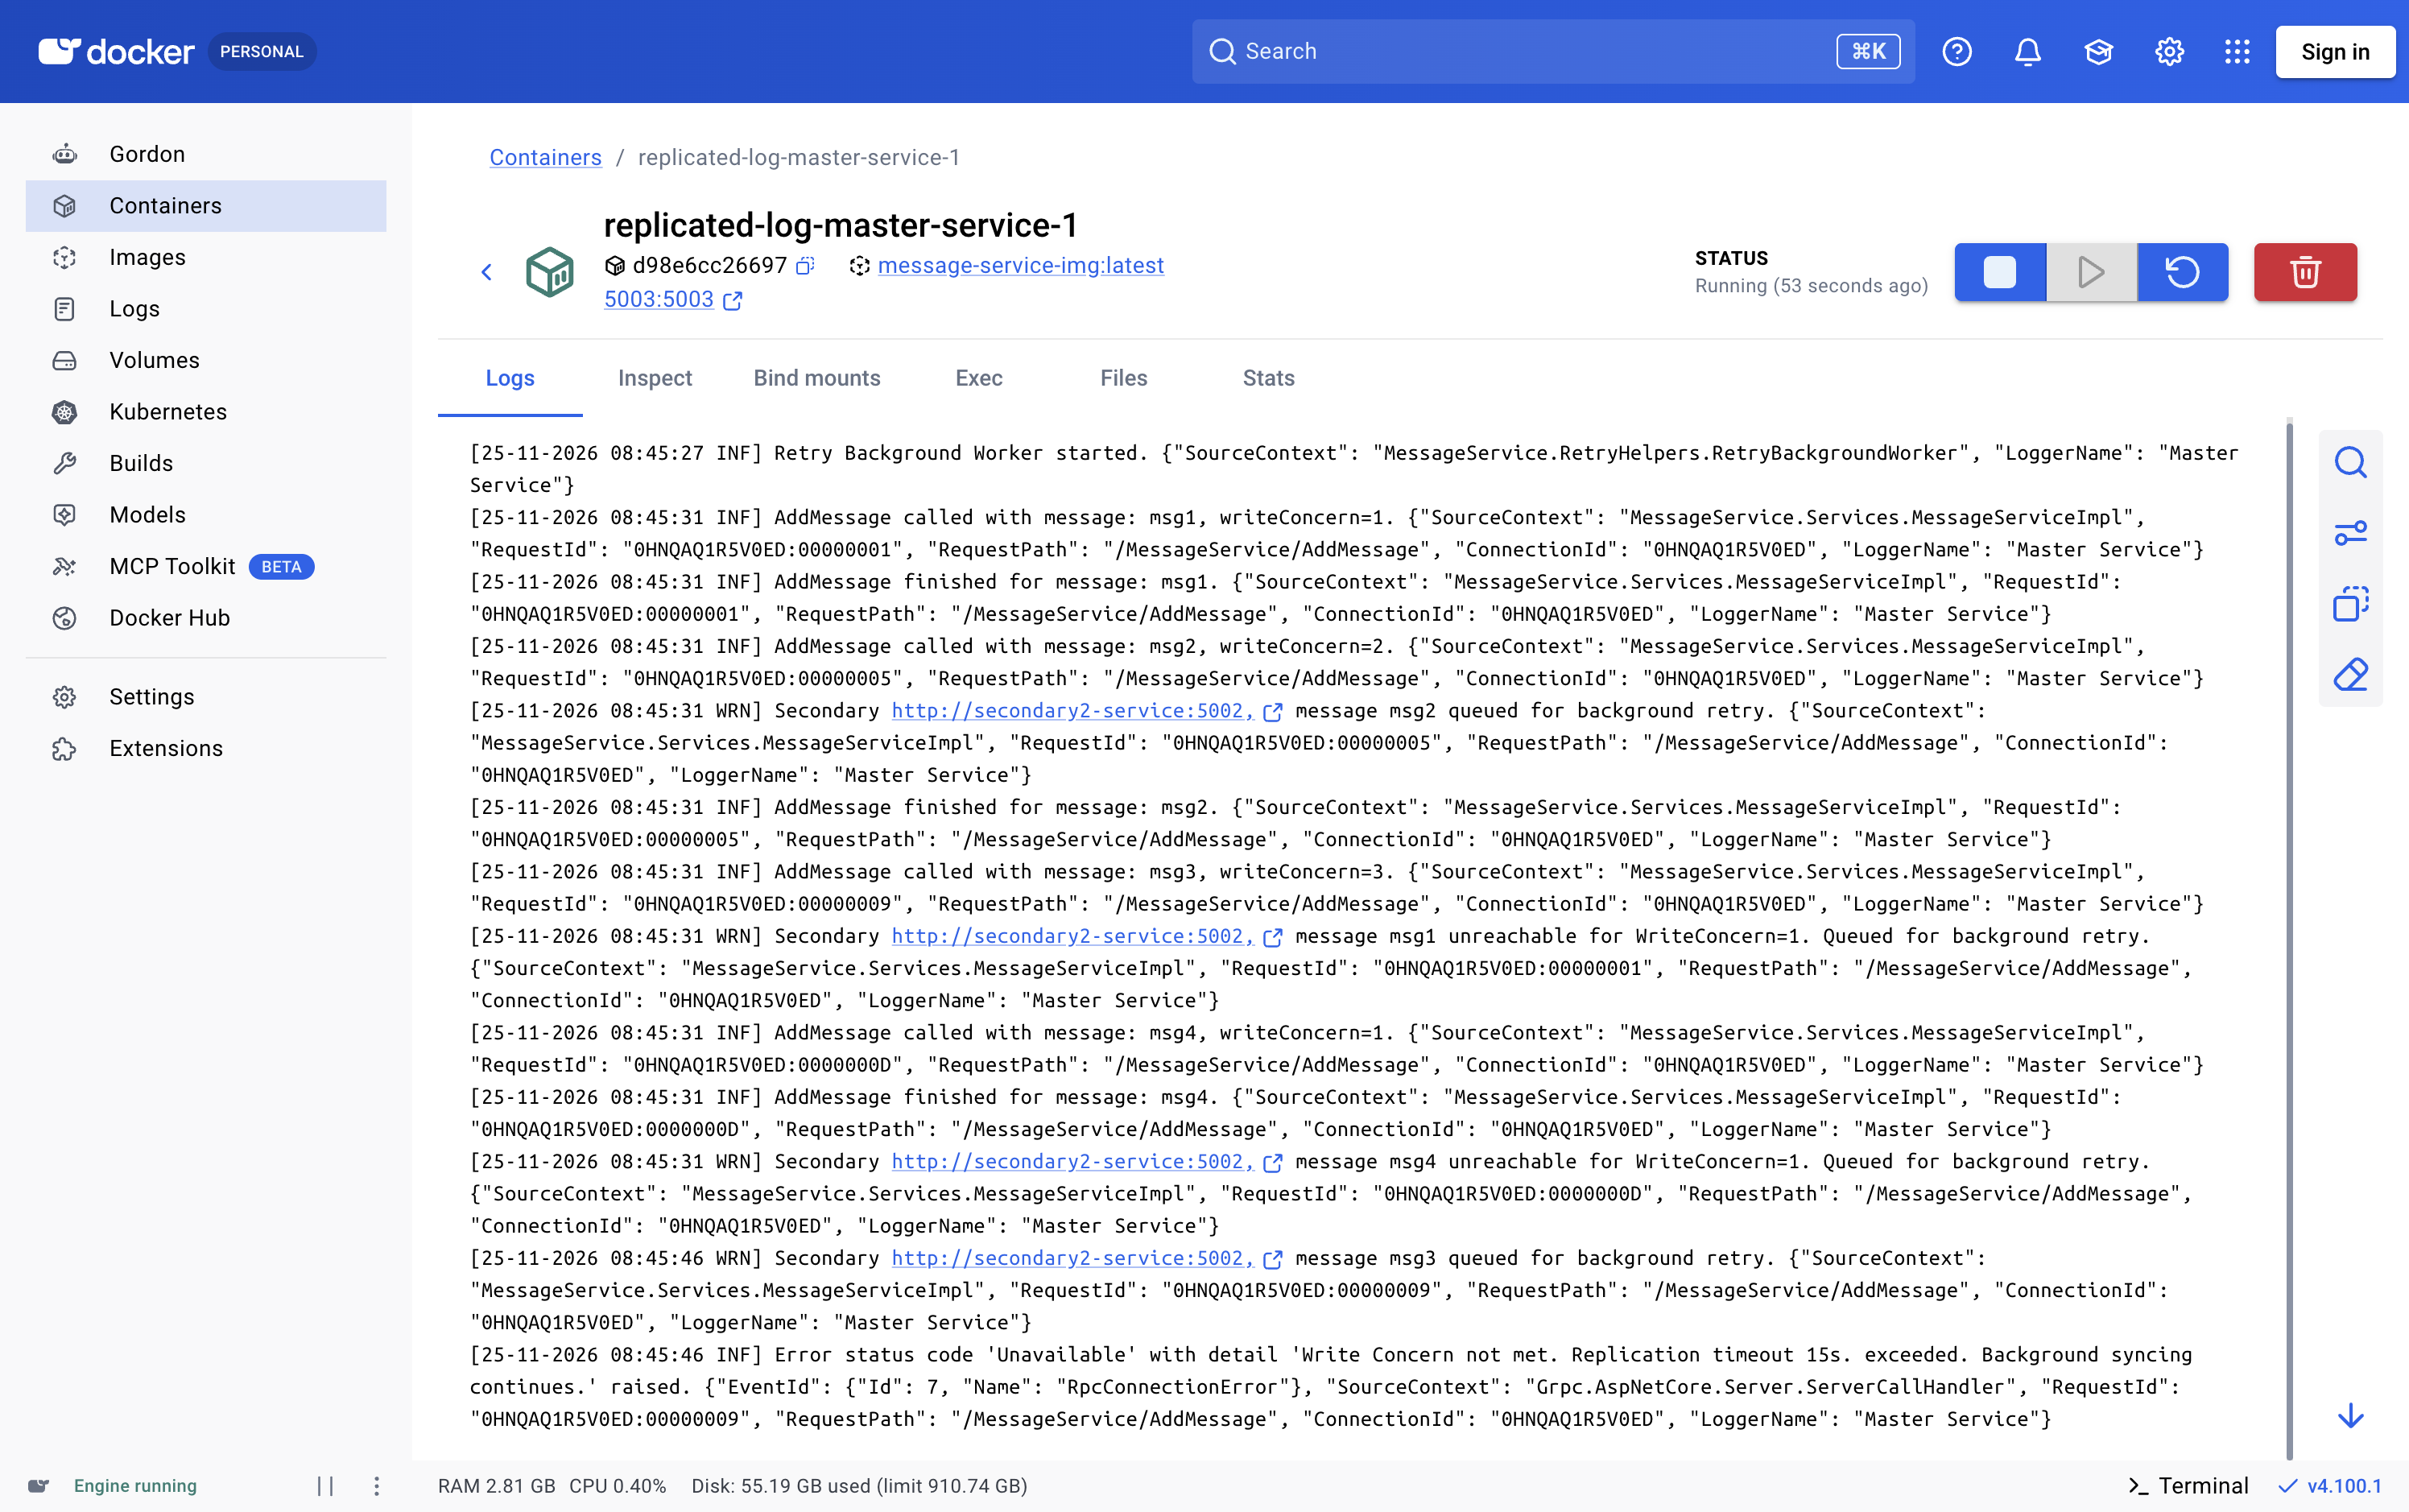 docker PERSONAL
Search ⌘K
Sign in
Gordon
Containers
Images
Logs
Volumes
Kubernetes
Builds
Models
MCP Toolkit BETA
Docker Hub
Settings
Extensions
Containers / replicated-log-master-service-1
replicated-log-master-service-1
d98e6cc26697 message-service-img:latest
5003:5003
STATUS
Running (53 seconds ago)
Logs Inspect Bind mounts Exec Files Stats
[25-11-2026 08:45:27 INF] Retry Background Worker started. {"SourceContext": "MessageService.RetryHelpers.RetryBackgroundWorker", "LoggerName": "Master
Service"}
[25-11-2026 08:45:31 INF] AddMessage called with message: msg1, writeConcern=1. {"SourceContext": "MessageService.Services.MessageServiceImpl",
"RequestId": "0HNQAQ1R5V0ED:00000001", "RequestPath": "/MessageService/AddMessage", "ConnectionId": "0HNQAQ1R5V0ED", "LoggerName": "Master Service"}
[25-11-2026 08:45:31 INF] AddMessage finished for message: msg1. {"SourceContext": "MessageService.Services.MessageServiceImpl", "RequestId":
"0HNQAQ1R5V0ED:00000001", "RequestPath": "/MessageService/AddMessage", "ConnectionId": "0HNQAQ1R5V0ED", "LoggerName": "Master Service"}
[25-11-2026 08:45:31 INF] AddMessage called with message: msg2, writeConcern=2. {"SourceContext": "MessageService.Services.MessageServiceImpl",
"RequestId": "0HNQAQ1R5V0ED:00000005", "RequestPath": "/MessageService/AddMessage", "ConnectionId": "0HNQAQ1R5V0ED", "LoggerName": "Master Service"}
[25-11-2026 08:45:31 WRN] Secondary http://secondary2-service:5002, message msg2 queued for background retry. {"SourceContext":
"MessageService.Services.MessageServiceImpl", "RequestId": "0HNQAQ1R5V0ED:00000005", "RequestPath": "/MessageService/AddMessage", "ConnectionId":
"0HNQAQ1R5V0ED", "LoggerName": "Master Service"}
[25-11-2026 08:45:31 INF] AddMessage finished for message: msg2. {"SourceContext": "MessageService.Services.MessageServiceImpl", "RequestId":
"0HNQAQ1R5V0ED:00000005", "RequestPath": "/MessageService/AddMessage", "ConnectionId": "0HNQAQ1R5V0ED", "LoggerName": "Master Service"}
[25-11-2026 08:45:31 INF] AddMessage called with message: msg3, writeConcern=3. {"SourceContext": "MessageService.Services.MessageServiceImpl",
"RequestId": "0HNQAQ1R5V0ED:00000009", "RequestPath": "/MessageService/AddMessage", "ConnectionId": "0HNQAQ1R5V0ED", "LoggerName": "Master Service"}
[25-11-2026 08:45:31 WRN] Secondary http://secondary2-service:5002, message msg1 unreachable for WriteConcern=1. Queued for background retry.
{"SourceContext": "MessageService.Services.MessageServiceImpl", "RequestId": "0HNQAQ1R5V0ED:00000001", "RequestPath": "/MessageService/AddMessage",
"ConnectionId": "0HNQAQ1R5V0ED", "LoggerName": "Master Service"}
[25-11-2026 08:45:31 INF] AddMessage called with message: msg4, writeConcern=1. {"SourceContext": "MessageService.Services.MessageServiceImpl",
"RequestId": "0HNQAQ1R5V0ED:0000000D", "RequestPath": "/MessageService/AddMessage", "ConnectionId": "0HNQAQ1R5V0ED", "LoggerName": "Master Service"}
[25-11-2026 08:45:31 INF] AddMessage finished for message: msg4. {"SourceContext": "MessageService.Services.MessageServiceImpl", "RequestId":
"0HNQAQ1R5V0ED:0000000D", "RequestPath": "/MessageService/AddMessage", "ConnectionId": "0HNQAQ1R5V0ED", "LoggerName": "Master Service"}
[25-11-2026 08:45:31 WRN] Secondary http://secondary2-service:5002, message msg4 unreachable for WriteConcern=1. Queued for background retry.
{"SourceContext": "MessageService.Services.MessageServiceImpl", "RequestId": "0HNQAQ1R5V0ED:0000000D", "RequestPath": "/MessageService/AddMessage",
"ConnectionId": "0HNQAQ1R5V0ED", "LoggerName": "Master Service"}
[25-11-2026 08:45:46 WRN] Secondary http://secondary2-service:5002, message msg3 queued for background retry. {"SourceContext":
"MessageService.Services.MessageServiceImpl", "RequestId": "0HNQAQ1R5V0ED:00000009", "RequestPath": "/MessageService/AddMessage", "ConnectionId":
"0HNQAQ1R5V0ED", "LoggerName": "Master Service"}
[25-11-2026 08:45:46 INF] Error status code 'Unavailable' with detail 'Write Concern not met. Replication timeout 15s. exceeded. Background syncing
continues.' raised. {"EventId": {"Id": 7, "Name": "RpcConnectionError"}, "SourceContext": "Grpc.AspNetCore.Server.ServerCallHandler", "RequestId":
"0HNQAQ1R5V0ED:00000009", "RequestPath": "/MessageService/AddMessage", "ConnectionId": "0HNQAQ1R5V0ED", "LoggerName": "Master Service"}
Engine running
RAM 2.81 GB CPU 0.40% Disk: 55.19 GB used (limit 910.74 GB)
Terminal
v4.100.1